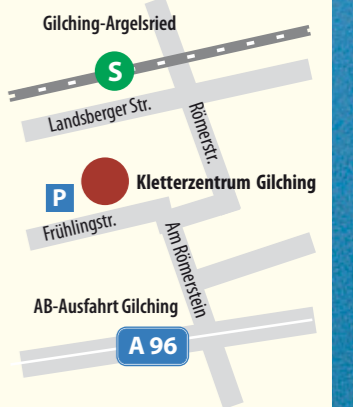 Gilching-Argelsried
S
Landsberger Str.
Römerstr.
Kletterzentrum Gilching
P
Frühlingstr.
Am Römerstein
AB-Ausfahrt Gilching
A 96